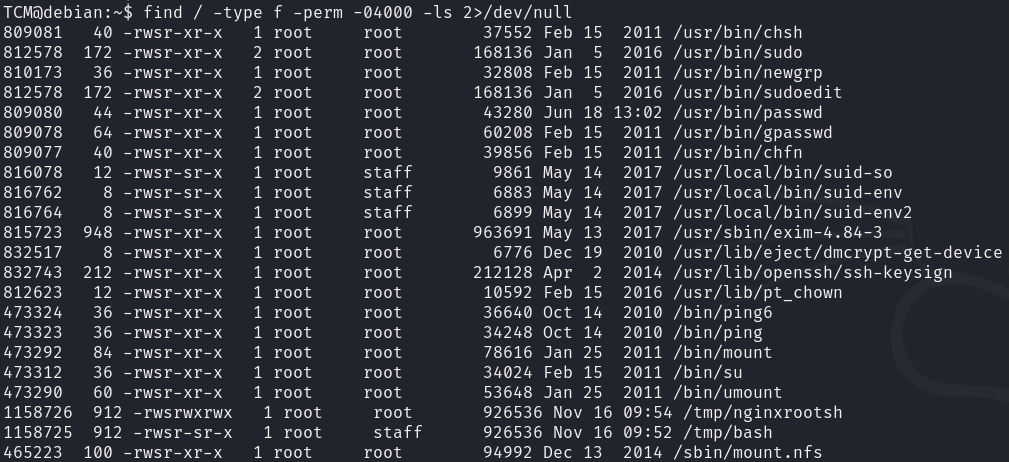 TCM@debian:~$ find / -type f -perm -04000 -ls 2>/dev/null
809081   40 -rwsr-xr-x   1 root     root        37552 Feb 15  2011 /usr/bin/chsh
812578  172 -rwsr-xr-x   2 root     root       168136 Jan  5  2016 /usr/bin/sudo
810173   36 -rwsr-xr-x   1 root     root        32808 Feb 15  2011 /usr/bin/newgrp
812578  172 -rwsr-xr-x   2 root     root       168136 Jan  5  2016 /usr/bin/sudoedit
809080   44 -rwsr-xr-x   1 root     root        43280 Jun 18 13:02 /usr/bin/passwd
809078   64 -rwsr-xr-x   1 root     root        60208 Feb 15  2011 /usr/bin/gpasswd
809077   40 -rwsr-xr-x   1 root     root        39856 Feb 15  2011 /usr/bin/chfn
816078   12 -rwsr-sr-x   1 root     staff        9861 May 14  2017 /usr/local/bin/suid-so
816762    8 -rwsr-sr-x   1 root     staff        6883 May 14  2017 /usr/local/bin/suid-env
816764    8 -rwsr-sr-x   1 root     staff        6899 May 14  2017 /usr/local/bin/suid-env2
815723  948 -rwsr-xr-x   1 root     root       963691 May 13  2017 /usr/sbin/exim-4.84-3
832517    8 -rwsr-xr-x   1 root     root         6776 Dec 19  2010 /usr/lib/eject/dmcrypt-get-device
832743  212 -rwsr-xr-x   1 root     root       212128 Apr  2  2014 /usr/lib/openssh/ssh-keysign
812623   12 -rwsr-xr-x   1 root     root        10592 Feb 15  2016 /usr/lib/pt_chown
473324   36 -rwsr-xr-x   1 root     root        36640 Oct 14  2010 /bin/ping6
473323   36 -rwsr-xr-x   1 root     root        34248 Oct 14  2010 /bin/ping
473292   84 -rwsr-xr-x   1 root     root        78616 Jan 25  2011 /bin/mount
473312   36 -rwsr-xr-x   1 root     root        34024 Feb 15  2011 /bin/su
473290   60 -rwsr-xr-x   1 root     root        53648 Jan 25  2011 /bin/umount
1158726  912 -rwsrwxrwx   1 root     root       926536 Nov 16 09:54 /tmp/nginxrootsh
1158725  912 -rwsr-sr-x   1 root     staff      926536 Nov 16 09:52 /tmp/bash
465223  100 -rwsr-xr-x   1 root     root        94992 Dec 13  2014 /sbin/mount.nfs